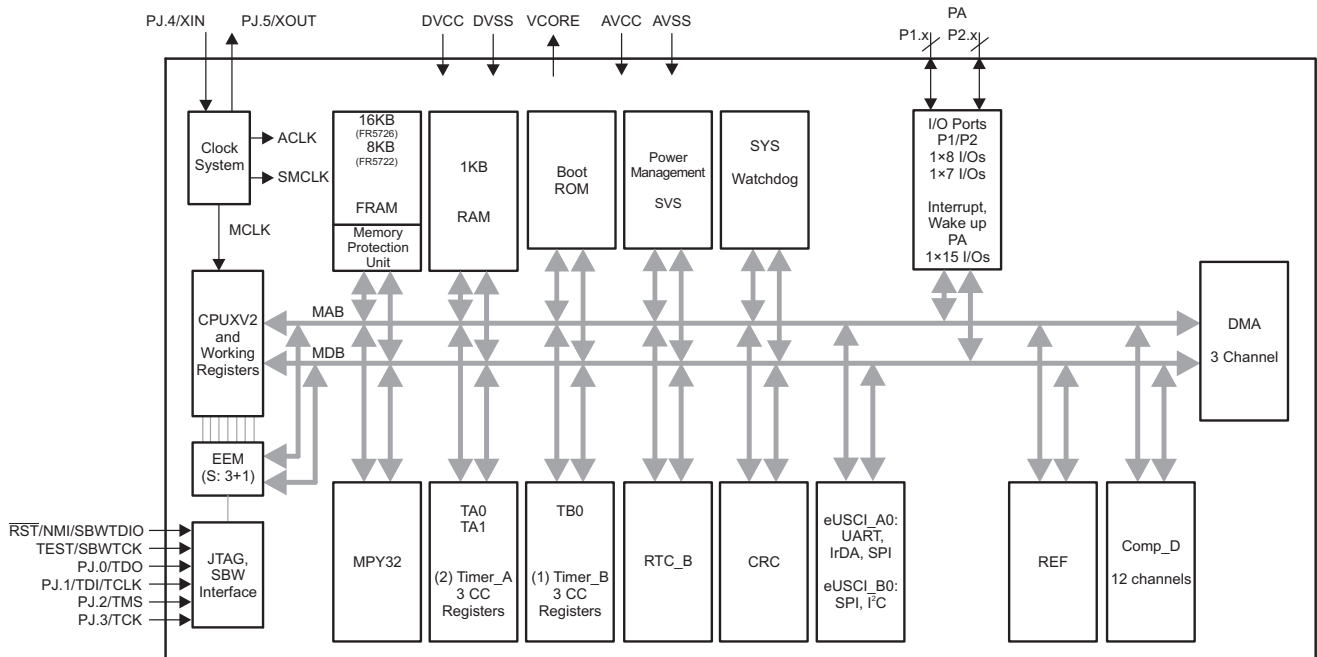 PJ.4/XIN
PJ.5/XOUT
DVCC
DVSS
VCORE
AVCC
AVSS
PA
P1.x
P2.x
Clock
System
ACLK
SMCLK
MCLK
16KB
(FR5726)
8KB
(FR5722)
FRAM
Memory
Protection
Unit
1KB
RAM
Boot
ROM
Power
Management
SVS
SYS
Watchdog
I/O Ports
P1/P2
1×8 I/Os
1×7 I/Os
Interrupt,
Wake up
PA
1×15 I/Os
CPUXV2
and
Working
Registers
MAB
MDB
DMA
3 Channel
EEM
(S: 3+1)
RST/NMI/SBWTDIO
TEST/SBWTCK
PJ.0/TDO
PJ.1/TDI/TCLK
PJ.2/TMS
PJ.3/TCK
JTAG,
SBW
Interface
MPY32
TA0
TA1
(2) Timer_A
3 CC
Registers
TB0
(1) Timer_B
3 CC
Registers
RTC_B
CRC
eUSCI_A0:
UART,
IrDA, SPI
eUSCI_B0:
SPI, I²C
REF
Comp_D
12 channels